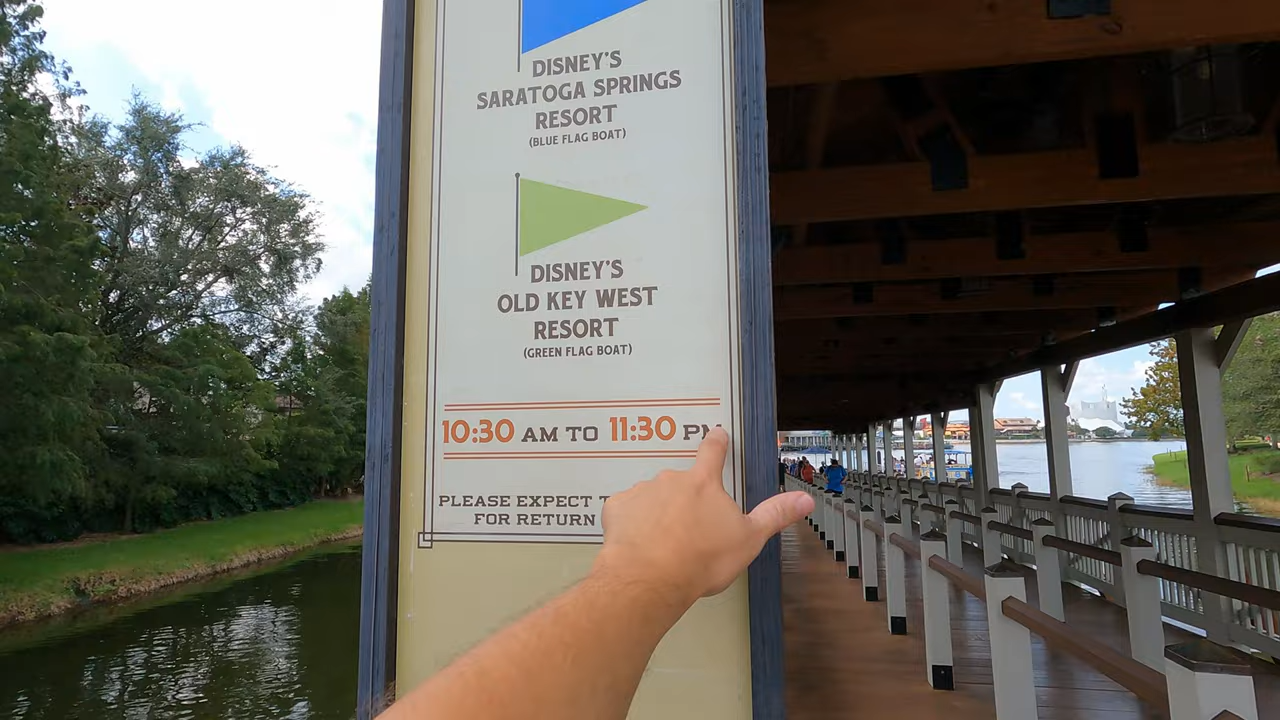 DISNEY'S
SARATOGA SPRINGS
RESORT
(BLUE FLAG BOAT)
DISNEY'S
OLD KEY WEST
RESORT
(GREEN FLAG BOAT)
10:30 AM TO 11:30 PM
PLEASE EXPECT
FOR RETURN